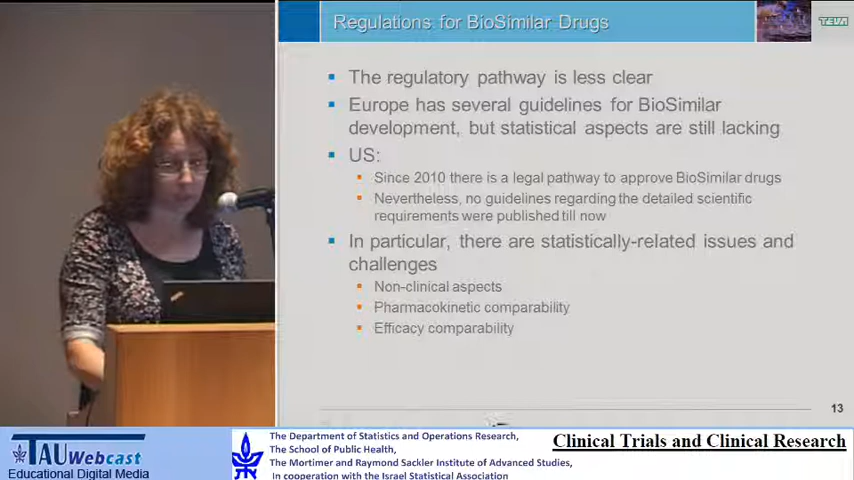 Regulations for BioSimilar Drugs
TEVA
The regulatory pathway is less clear
Europe has several guidelines for BioSimilar
development, but statistical aspects are still lacking
US:
Since 2010 there is a legal pathway to approve BioSimilar drugs
Nevertheless, no guidelines regarding the detailed scientific
requirements were published till now
In particular, there are statistically-related issues and
challenges
Non-clinical aspects
Pharmacokinetic comparability
Efficacy comparability
13
TAU Webcast
Educational Digital Media
The Department of Statistics and Operations Research,
The School of Public Health,
The Mortimer and Raymond Sackler Institute of Advanced Studies,
In cooperation with the Israel Statistical Association
Clinical Trials and Clinical Research